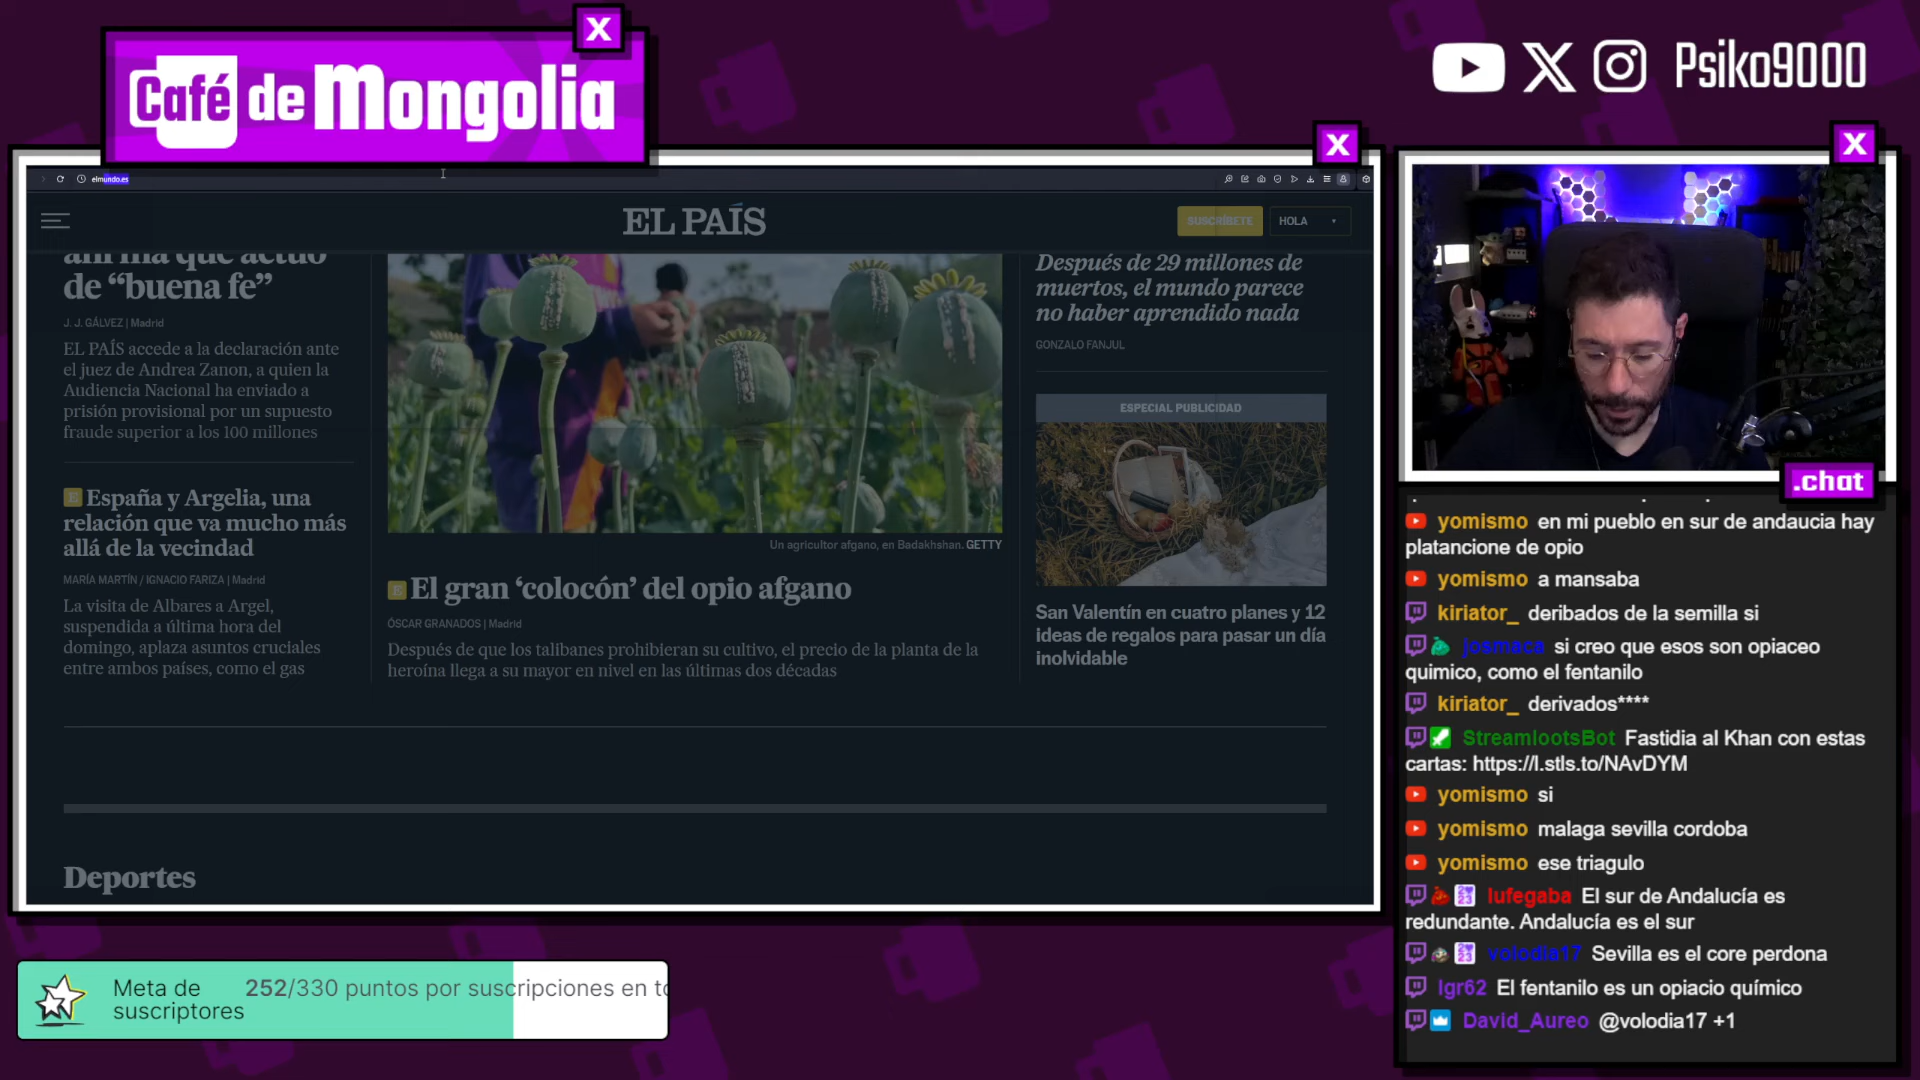 Café de Mongolia
X
Psiko9000
X
X
elmundo.es
EL PAÍS
SUSCRÍBETE
HOLA
de “buena fe”
J. J. GÁLVEZ | Madrid
EL PAÍS accede a la declaración ante
el juez de Andrea Zanon, a quien la
Audiencia Nacional ha enviado a
prisión provisional por un supuesto
fraude superior a los 100 millones
E España y Argelia, una
relación que va mucho más
allá de la vecindad
MARÍA MARTÍN / IGNACIO FARIZA | Madrid
La visita de Albares a Argel,
suspendida a última hora del
domingo, aplaza asuntos cruciales
entre ambos países, como el gas
Un agricultor afgano, en Badakhshan. GETTY
E El gran ‘colocón’ del opio afgano
ÓSCAR GRANADOS | Madrid
Después de que los talibanes prohibieran su cultivo, el precio de la planta de la
heroína llega a su mayor en nivel en las últimas dos décadas
Después de 29 millones de
muertos, el mundo parece
no haber aprendido nada
GONZALO FANJUL
ESPECIAL PUBLICIDAD
San Valentín en cuatro planes y 12
ideas de regalos para pasar un día
inolvidable
Deportes
.chat
yomismo en mi pueblo en sur de andaucia hay
platancione de opio
yomismo a mansaba
kiriator_ deribados de la semilla si
josmaca si creo que esos son opiaceo
quimico, como el fentanilo
kiriator_ derivados****
StreamlootsBot Fastidia al Khan con estas
cartas: https://l.stls.to/NAvDYM
yomismo si
yomismo malaga sevilla cordoba
yomismo ese triagulo
lufegaba El sur de Andalucía es
redundante. Andalucía es el sur
volodia17 Sevilla es el core perdona
lgr62 El fentanilo es un opiacio químico
David_Aureo @volodia17 +1
Meta de
suscriptores
252/330 puntos por suscripciones en to